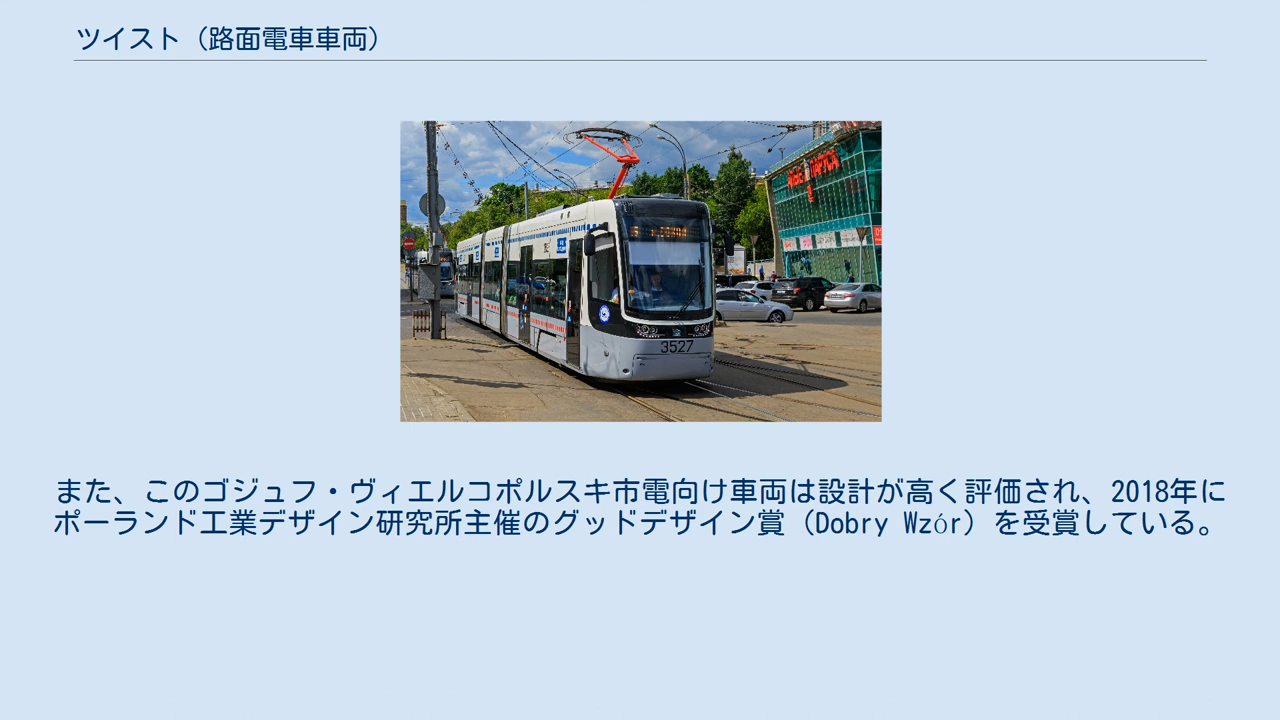 ツイスト（路面電車車両）
3527
また、このゴジュフ・ヴィエルコポルスキ市電向け車両は設計が高く評価され、2018年に
ポーランド工業デザイン研究所主催のグッドデザイン賞（Dobry Wzór）を受賞している。